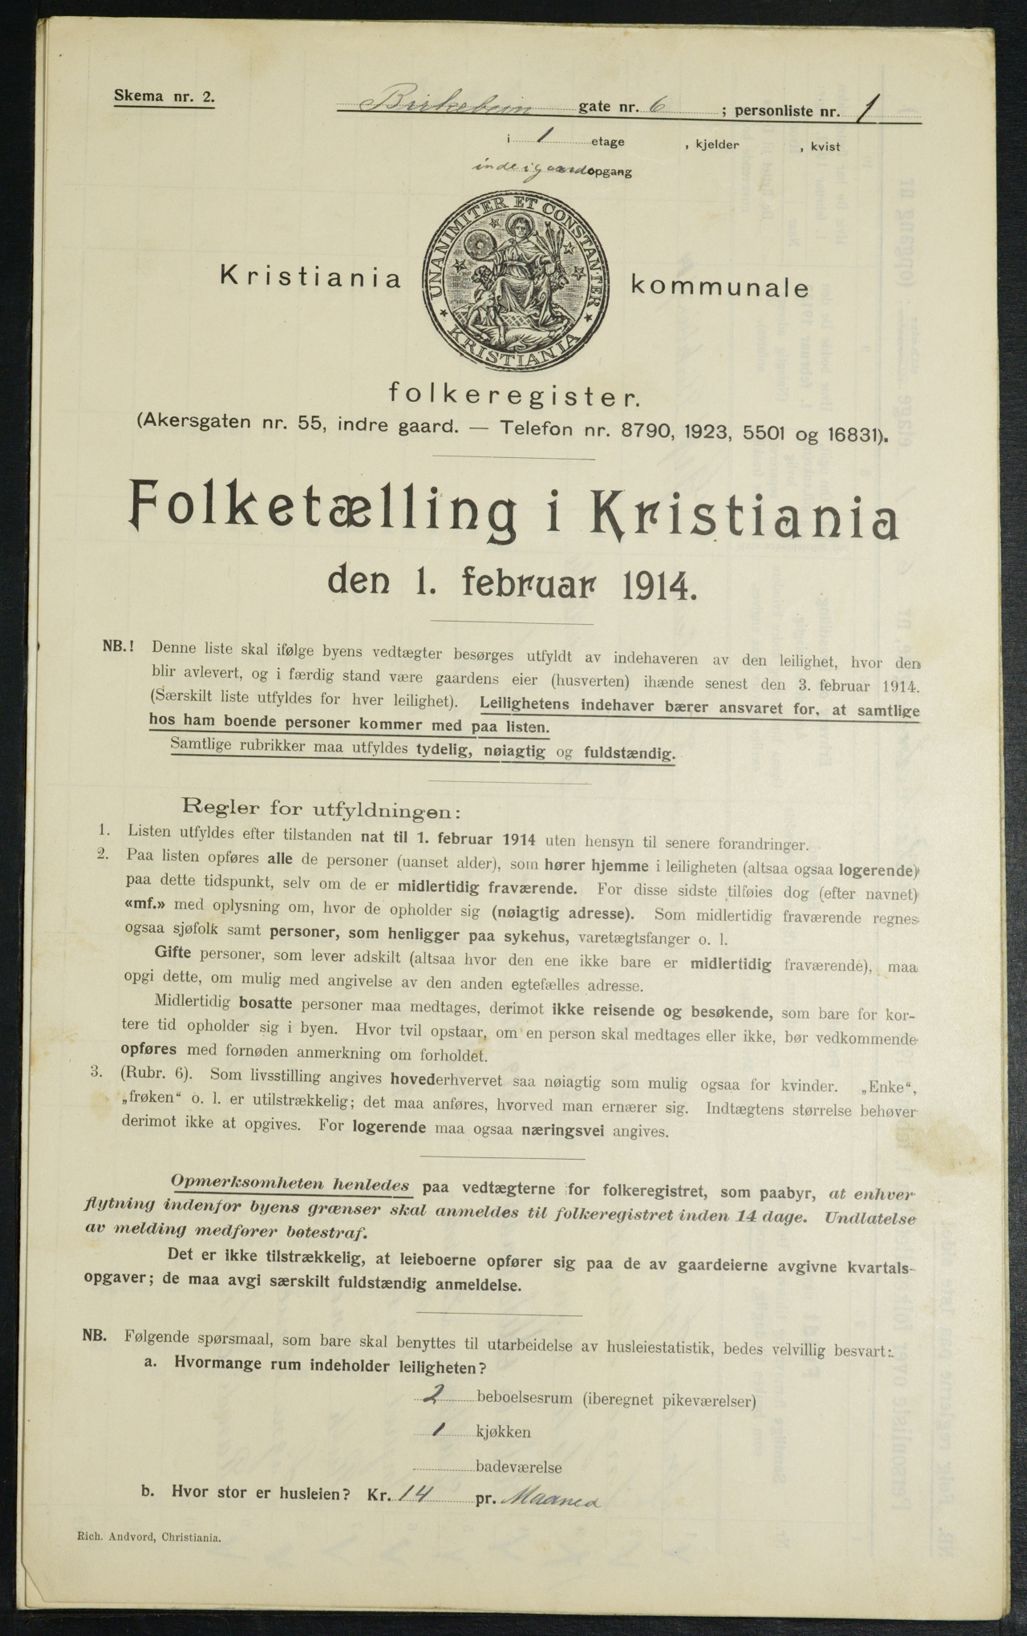 Skema nr. 2.
Birkebein gate nr. 6 ; personliste nr. 1
i 1 etage , kjelder , kvist
opgang
UNANIMITER ET CONSTANTER
KRISTIANIA
Kristiania kommunale
folkeregister.
(Akersgaten nr. 55, indre gaard. — Telefon nr. 8790, 1923, 5501 og 16831).
Folketælling i Kristiania
den 1. februar 1914.
NB.! Denne liste skal ifølge byens vedtægter besørges utfyldt av indehaveren av den leilighet, hvor den
blir avlevert, og i færdig stand være gaardens eier (husverten) ihænde senest den 3. februar 1914.
(Særskilt liste utfyldes for hver leilighet). Leilighetens indehaver bærer ansvaret for, at samtlige
hos ham boende personer kommer med paa listen.
Samtlige rubrikker maa utfyldes tydelig, nøiagtig og fuldstændig.
Regler for utfyldningen:
1. Listen utfyldes efter tilstanden nat til 1. februar 1914 uten hensyn til senere forandringer.
2. Paa listen opføres alle de personer (uanset alder), som hører hjemme i leiligheten (altsaa ogsaa logerende)
paa dette tidspunkt, selv om de er midlertidig fraværende. For disse sidste tilføies dog (efter navnet)
«mf.» med oplysning om, hvor de opholder sig (nøiagtig adresse). Som midlertidig fraværende regnes
ogsaa sjøfolk samt personer, som henligger paa sykehus, varetægtsfanger o. l.
Gifte personer, som lever adskilt (altsaa hvor den ene ikke bare er midlertidig fraværende), maa
opgi dette, om mulig med angivelse av den anden egtefælles adresse.
Midlertidig bosatte personer maa medtages, derimot ikke reisende og besøkende, som bare for kor-
tere tid opholder sig i byen. Hvor tvil opstaar, om en person skal medtages eller ikke, bør vedkommende
opføres med fornøden anmerkning om forholdet.
3. (Rubr. 6). Som livsstilling angives hovederhvervet saa nøiagtig som mulig ogsaa for kvinder. „Enke“,
„frøken“ o. l. er utilstrækkelig; det maa anføres, hvorved man ernærer sig. Indtægtens størrelse behøver
derimot ikke at opgives. For logerende maa ogsaa næringsvei angives.
Opmerksomheten henledes paa vedtægterne for folkeregistret, som paabyr, at enhver
flytning indenfor byens grænser skal anmeldes til folkeregistret inden 14 dage. Undlatelse
av melding medfører bøtestraf.
Det er ikke tilstrækkelig, at leieboerne opfører sig paa de av gaardeierne avgivne kvartals-
opgaver; de maa avgi særskilt fuldstændig anmeldelse.
NB. Følgende spørsmaal, som bare skal benyttes til utarbeidelse av husleiestatistik, bedes velvillig besvart:
a. Hvormange rum indeholder leiligheten?
2 beboelsesrum (iberegnet pikeværelser)
1 kjøkken
badeværelse
b. Hvor stor er husleien? Kr. 14 pr. Maaned
Rich. Andvord, Christiania.